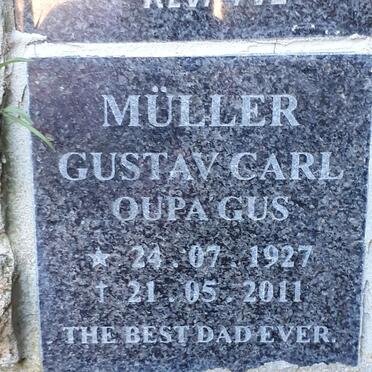 MÜLLER
GUSTAV CARL
OUPA GUS
★ 24.07.1927
† 21.05.2011
THE BEST DAD EVER.